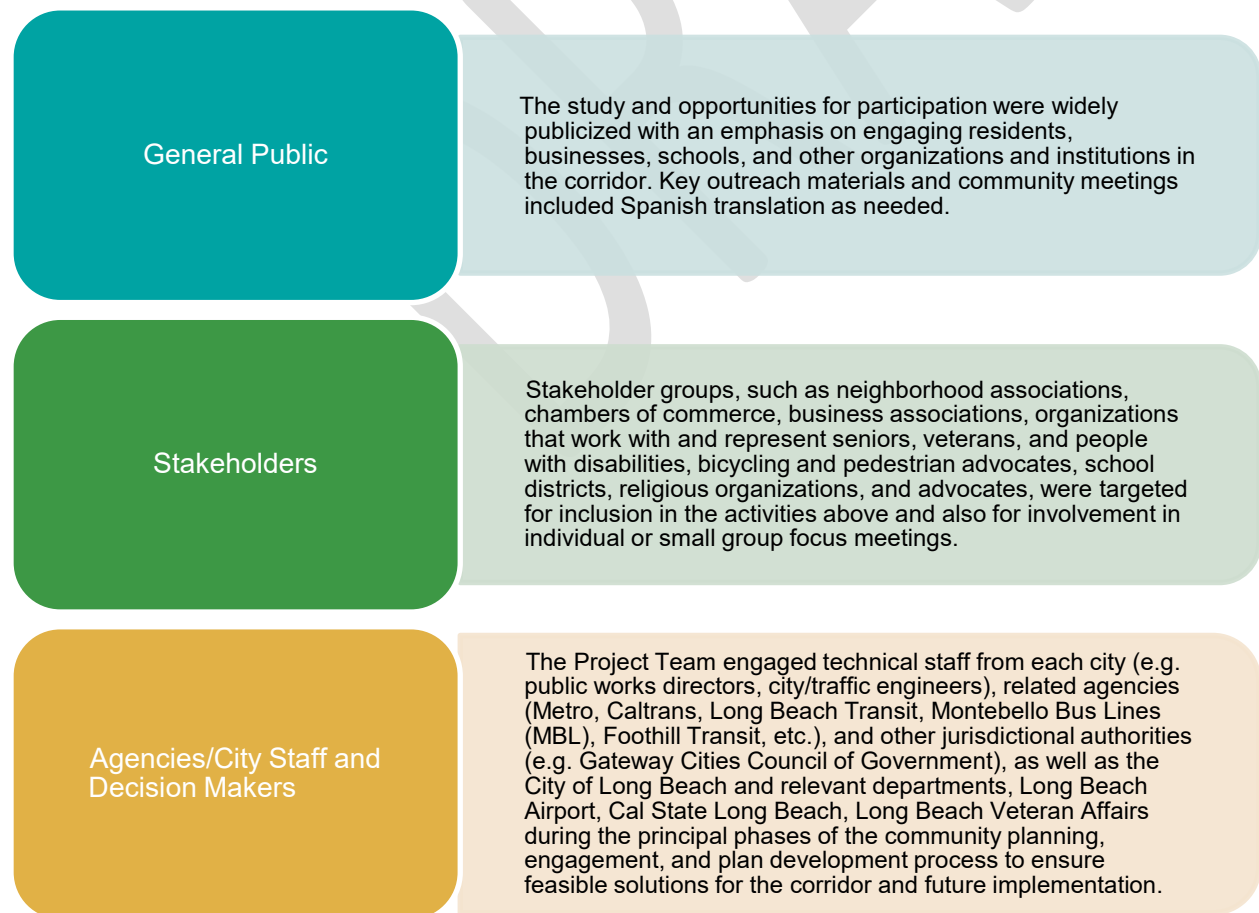 General Public
The study and opportunities for participation were widely
publicized with an emphasis on engaging residents,
businesses, schools, and other organizations and institutions in
the corridor. Key outreach materials and community meetings
included Spanish translation as needed.
Stakeholders
Stakeholder groups, such as neighborhood associations,
chambers of commerce, business associations, organizations
that work with and represent seniors, veterans, and people
with disabilities, bicycling and pedestrian advocates, school
districts, religious organizations, and advocates, were targeted
for inclusion in the activities above and also for involvement in
individual or small group focus meetings.
Agencies/City Staff and
Decision Makers
The Project Team engaged technical staff from each city (e.g.
public works directors, city/traffic engineers), related agencies
(Metro, Caltrans, Long Beach Transit, Montebello Bus Lines
(MBL), Foothill Transit, etc.), and other jurisdictional authorities
(e.g. Gateway Cities Council of Government), as well as the
City of Long Beach and relevant departments, Long Beach
Airport, Cal State Long Beach, Long Beach Veteran Affairs
during the principal phases of the community planning,
engagement, and plan development process to ensure
feasible solutions for the corridor and future implementation.